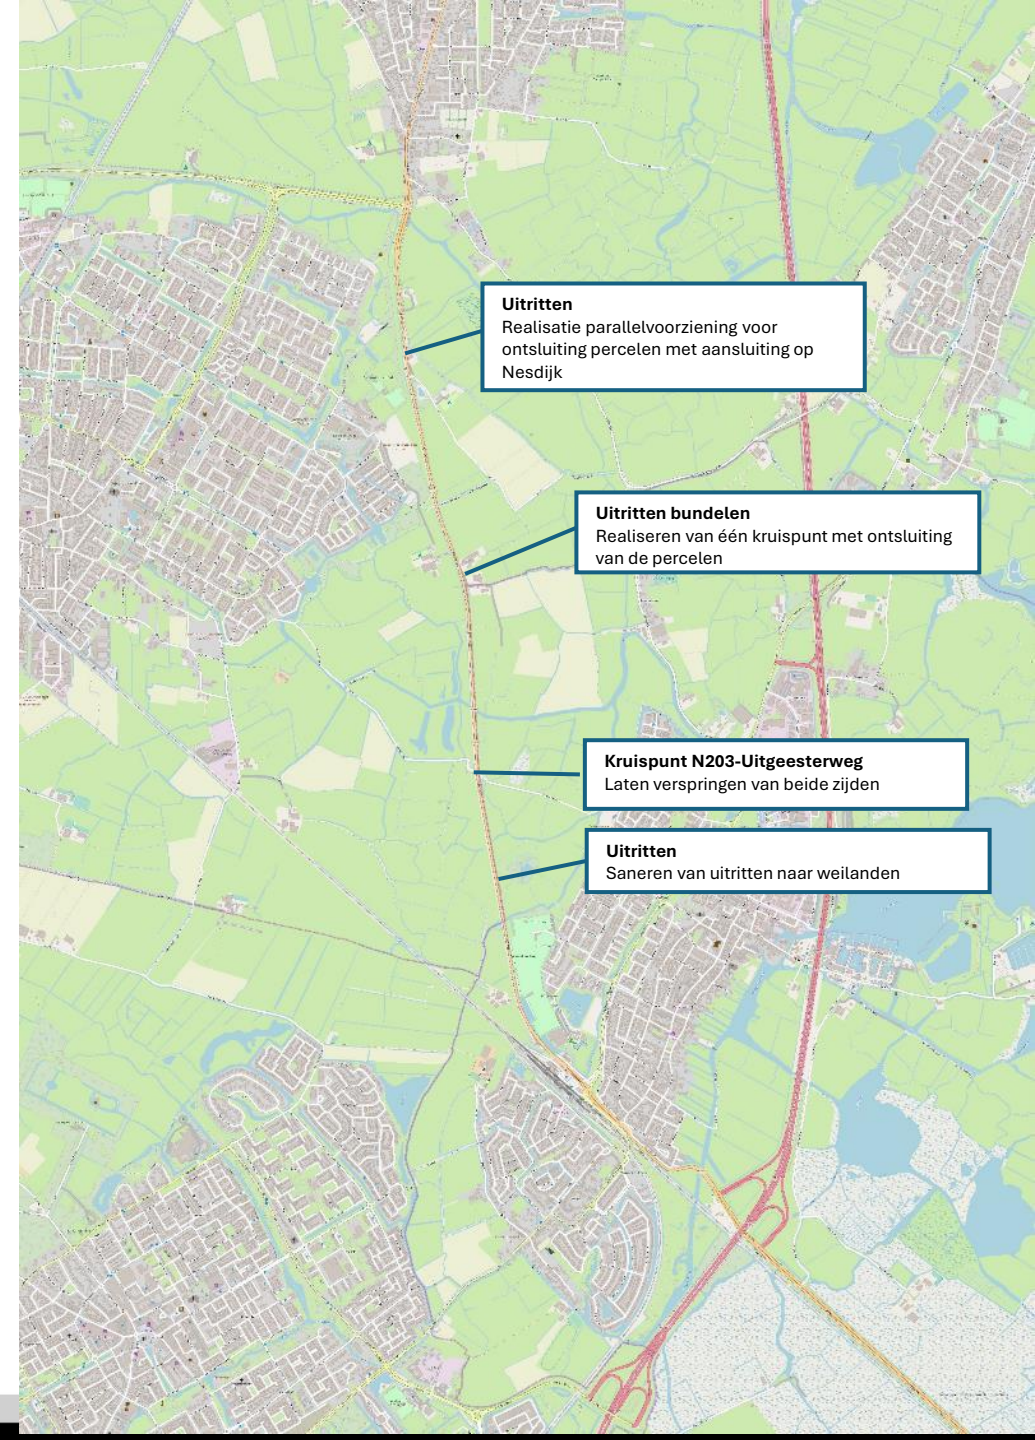 Uitritten
Realisatie parallelvoorziening voor
ontsluiting percelen met aansluiting op
Nesdijk
Uitritten bundelen
Realiseren van één kruispunt met ontsluiting
van de percelen
Kruispunt N203-Uitgeesterweg
Laten verspringen van beide zijden
Uitritten
Saneren van uitritten naar weilanden